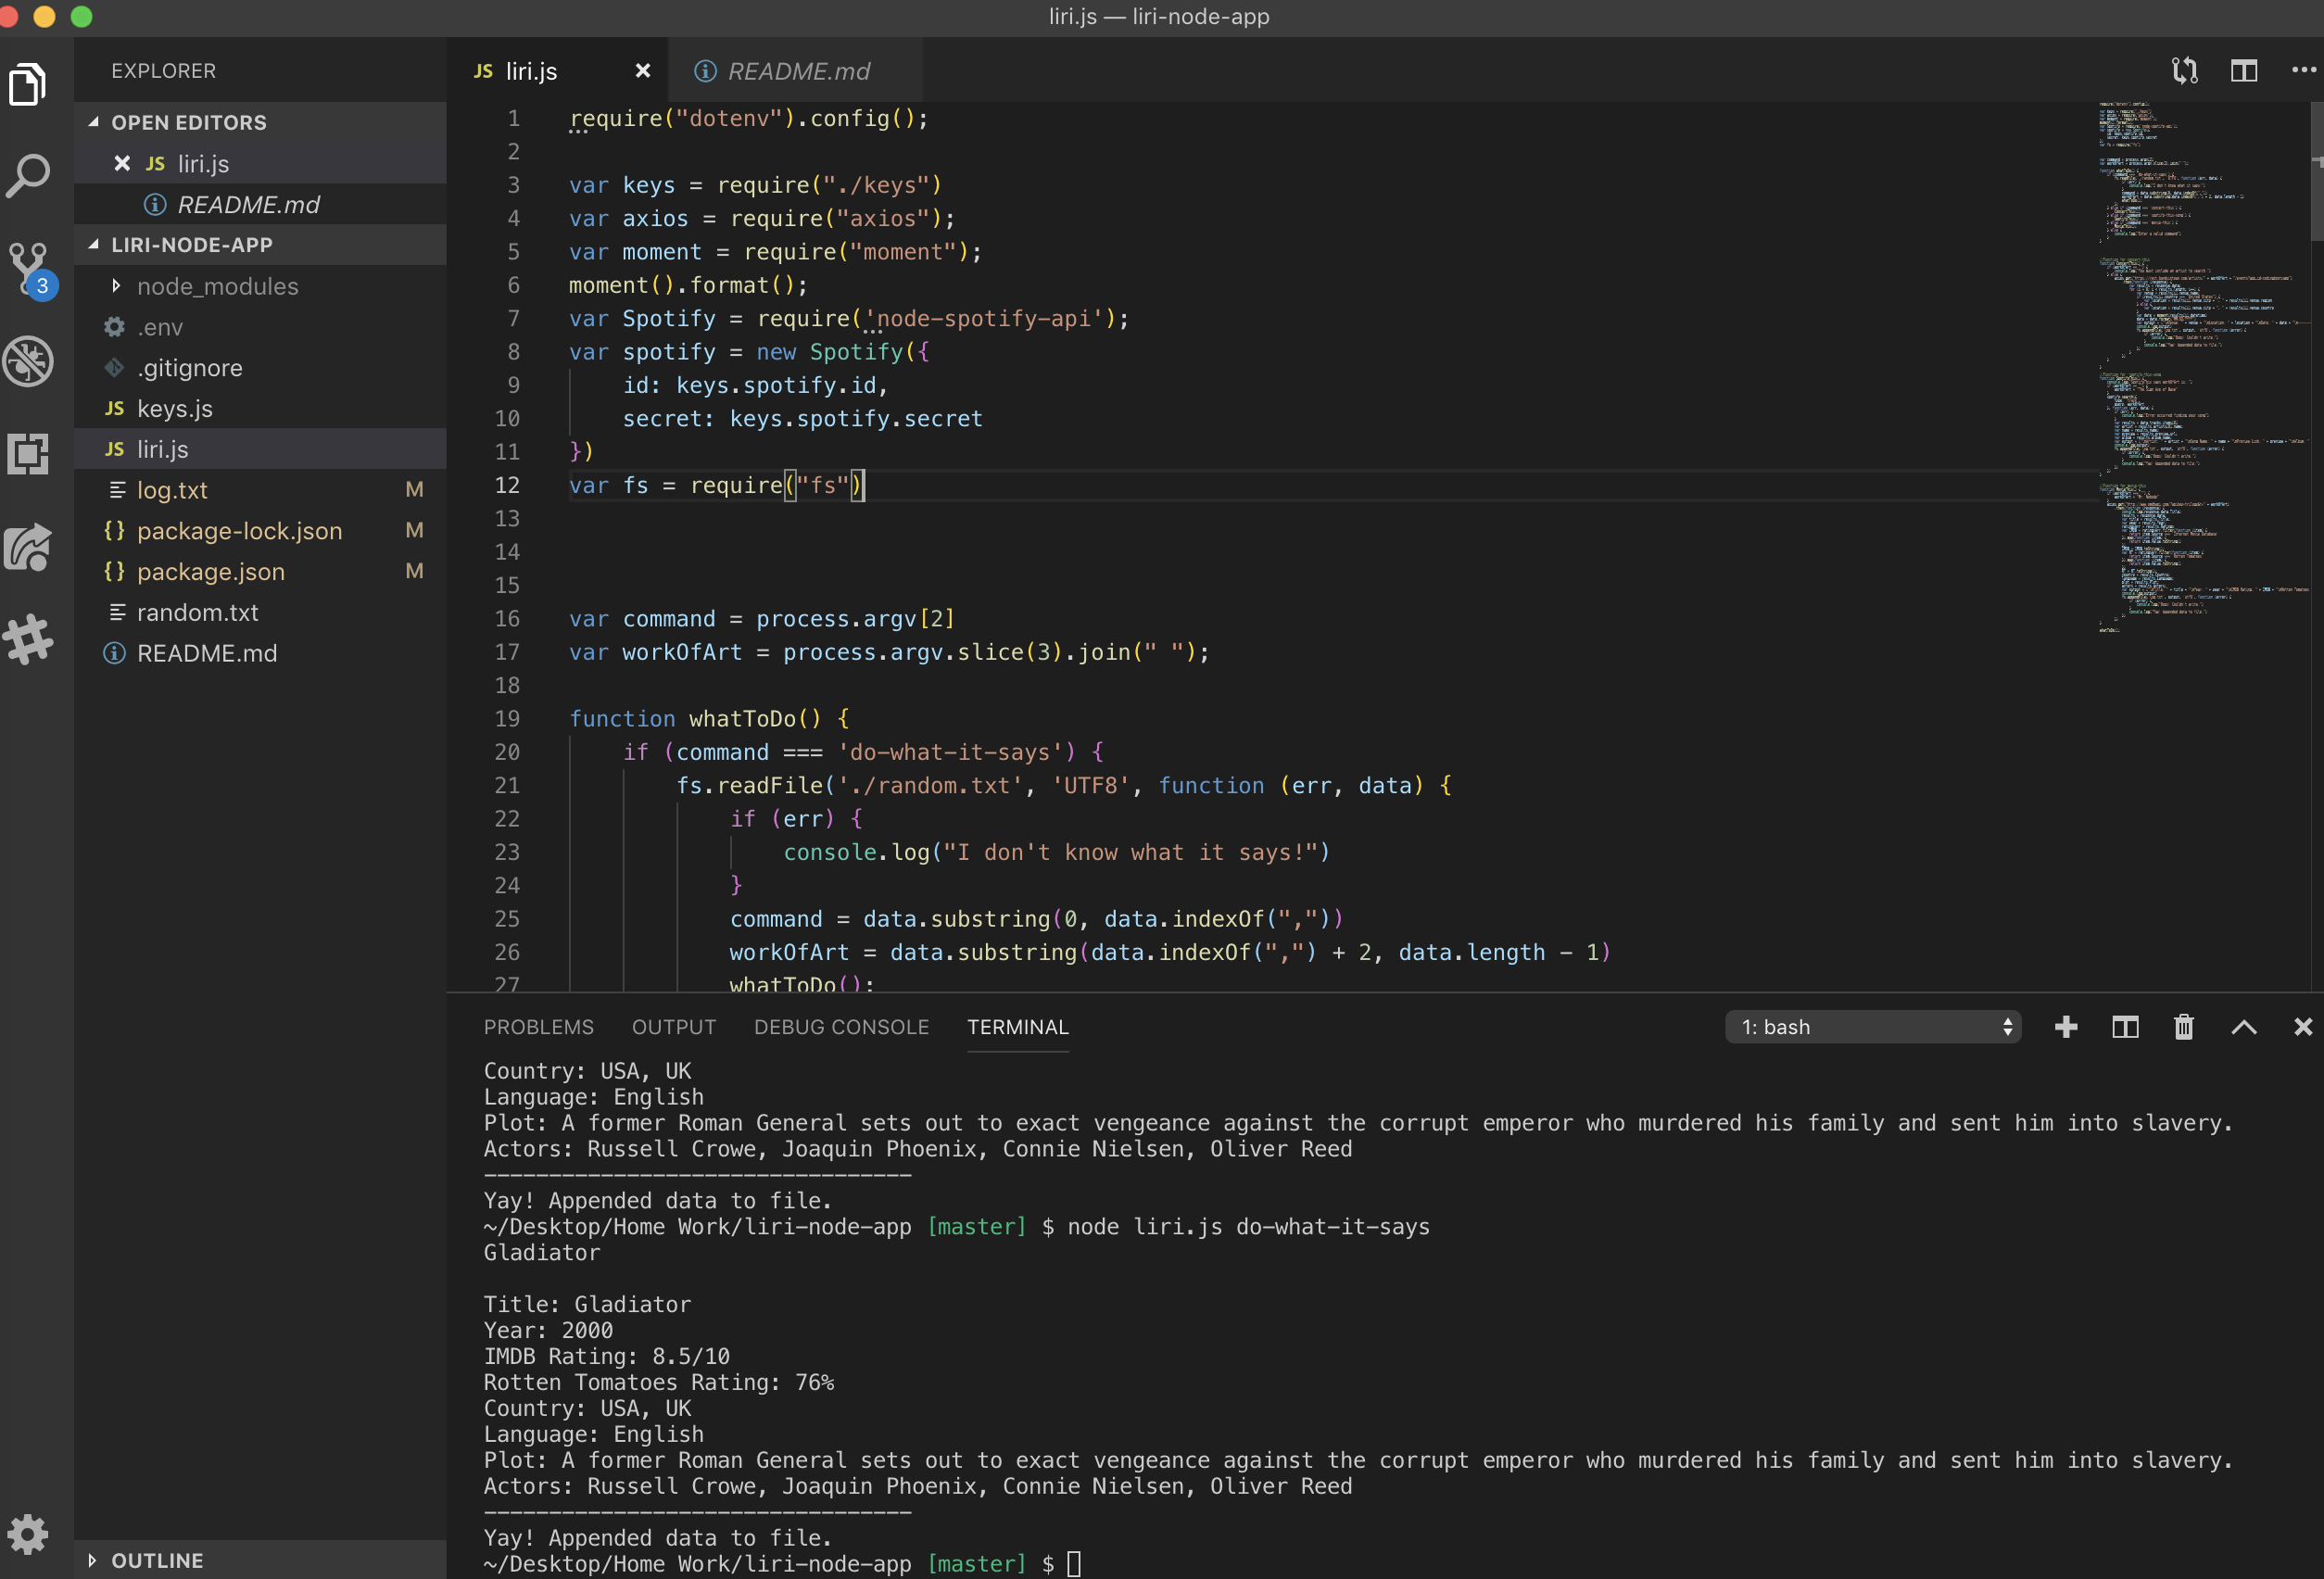 liri.js — liri-node-app
EXPLORER
OPEN EDITORS
JS liri.js
README.md
LIRI-NODE-APP
node_modules
.env
.gitignore
JS keys.js
JS liri.js
log.txt M
{ } package-lock.json M
{ } package.json M
random.txt
README.md
OUTLINE
3
JS liri.js
README.md
1 require("dotenv").config();
2
3 var keys = require("./keys")
4 var axios = require("axios");
5 var moment = require("moment");
6 moment().format();
7 var Spotify = require('node-spotify-api');
8 var spotify = new Spotify({
9 id: keys.spotify.id,
10 secret: keys.spotify.secret
11 })
12 var fs = require("fs")
13
14
15
16 var command = process.argv[2]
17 var workOfArt = process.argv.slice(3).join(" ");
18
19 function whatToDo() {
20 if (command === 'do-what-it-says') {
21 fs.readFile('./random.txt', 'UTF8', function (err, data) {
22 if (err) {
23 console.log("I don't know what it says!")
24 }
25 command = data.substring(0, data.indexOf(","))
26 workOfArt = data.substring(data.indexOf(",") + 2, data.length - 1)
27 whatToDo();
PROBLEMS OUTPUT DEBUG CONSOLE TERMINAL 1: bash
Country: USA, UK
Language: English
Plot: A former Roman General sets out to exact vengeance against the corrupt emperor who murdered his family and sent him into slavery.
Actors: Russell Crowe, Joaquin Phoenix, Connie Nielsen, Oliver Reed
---------------------------------
Yay! Appended data to file.
~/Desktop/Home Work/liri-node-app [master] $ node liri.js do-what-it-says
Gladiator
Title: Gladiator
Year: 2000
IMDB Rating: 8.5/10
Rotten Tomatoes Rating: 76%
Country: USA, UK
Language: English
Plot: A former Roman General sets out to exact vengeance against the corrupt emperor who murdered his family and sent him into slavery.
Actors: Russell Crowe, Joaquin Phoenix, Connie Nielsen, Oliver Reed
---------------------------------
Yay! Appended data to file.
~/Desktop/Home Work/liri-node-app [master] $